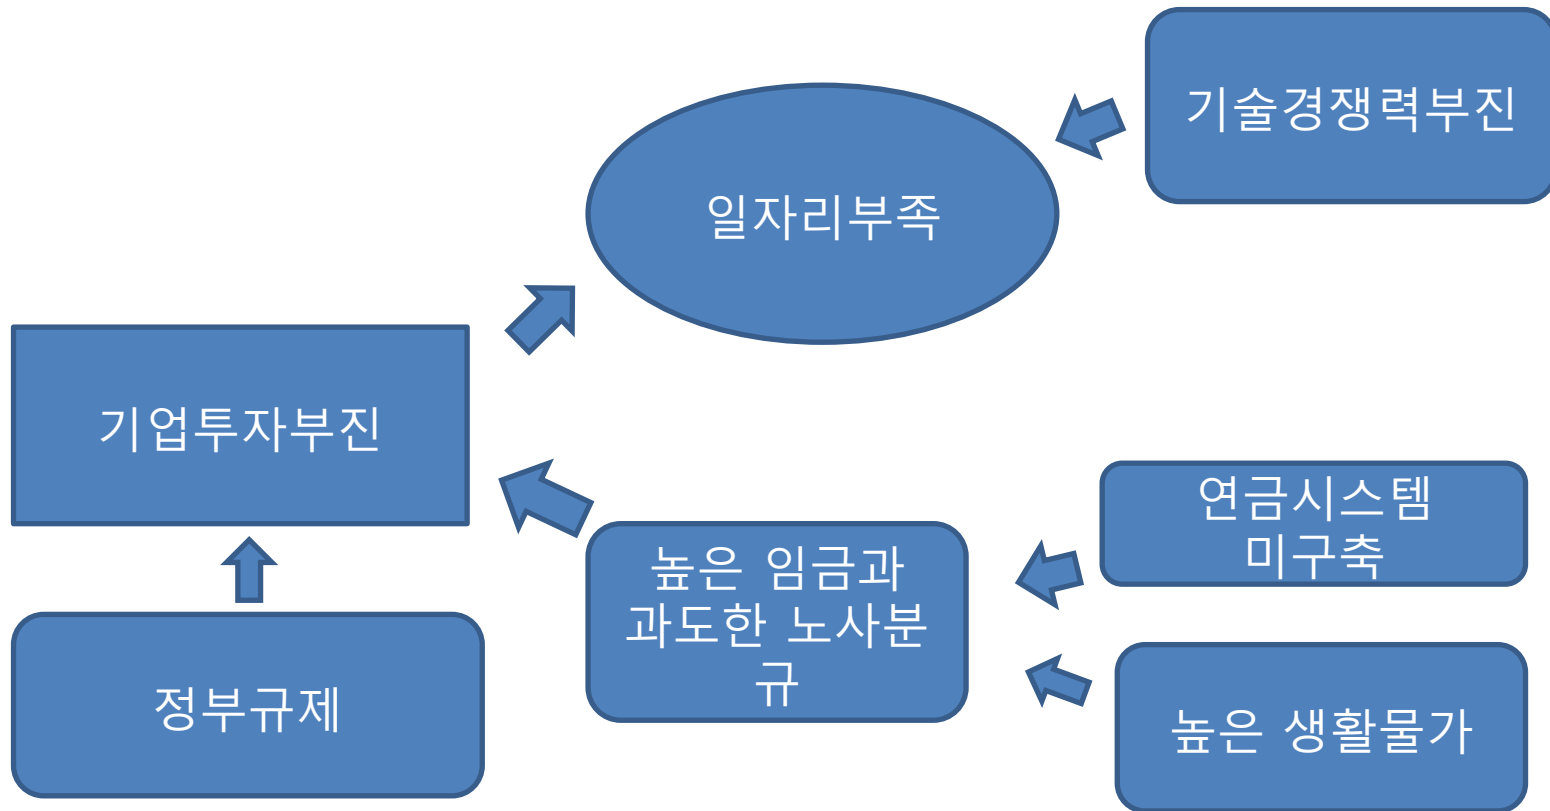 기술경쟁력부진
일자리부족
기업투자부진
연금시스템
미구축
높은 임금과
과도한 노사분
규
정부규제
높은 생활물가